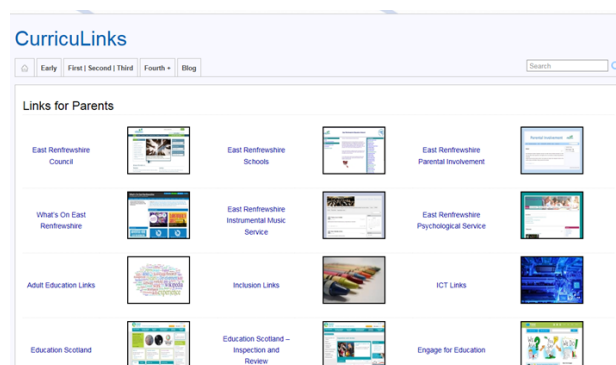 CurricuLinks
Early
First | Second | Third
Fourth +
Blog
Search
Links for Parents
East Renfrewshire
Council
East Renfrewshire
Schools
East Renfrewshire
Parental Involvement
What's On East
Renfrewshire
East Renfrewshire
Instrumental Music
Service
East Renfrewshire
Psychological Service
Adult Education Links
Inclusion Links
ICT Links
Education Scotland
Education Scotland –
Inspection and
Review
Engage for Education